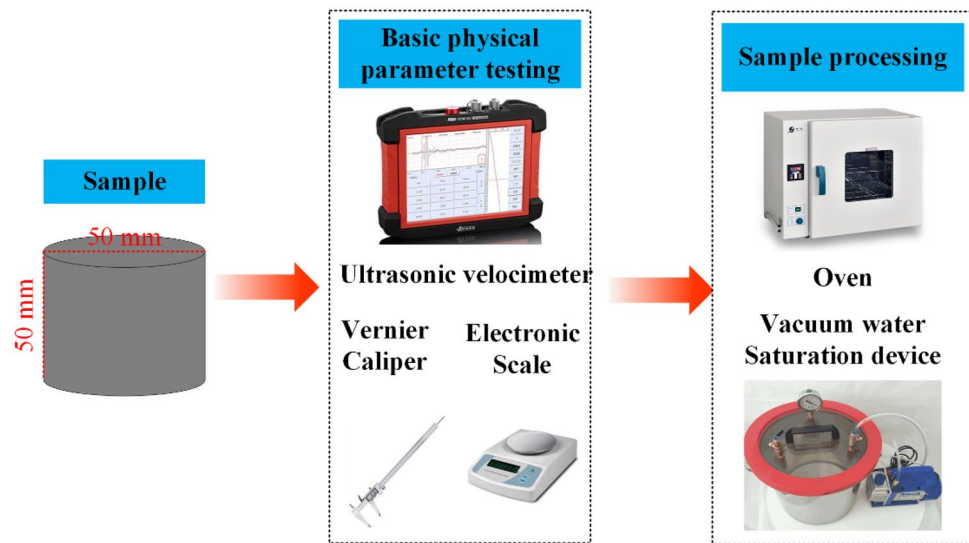 Sample
50 mm
50 mm
Basic physical
parameter testing
Ultrasonic velocimeter
Vernier
Caliper
Electronic
Scale
Sample processing
Oven
Vacuum water
Saturation device